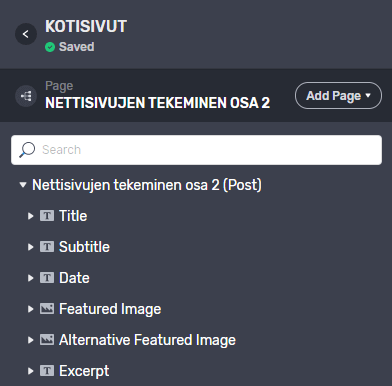 KOTISIVUT
Saved
Page
NETTISIVUJEN TEKEMINEN OSA 2
Add Page
Search
Nettisivujen tekeminen osa 2 (Post)
T Title
T Subtitle
T Date
Featured Image
Alternative Featured Image
T Excerpt